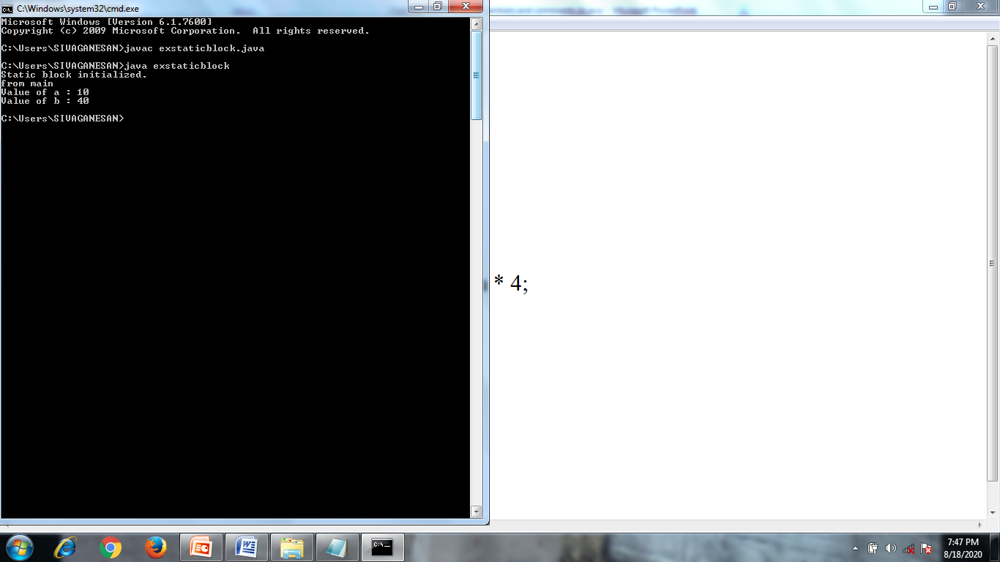 C:\Windows\system32\cmd.exe
Microsoft Windows [Version 6.1.7600]
Copyright (c) 2009 Microsoft Corporation.  All rights reserved.
C:\Users\SIVAGANESAN>javac exstaticblock.java
C:\Users\SIVAGANESAN>java exstaticblock
Static block initialized.
from main
Value of a : 10
Value of b : 40
C:\Users\SIVAGANESAN>
* 4;
7:47 PM
8/18/2020